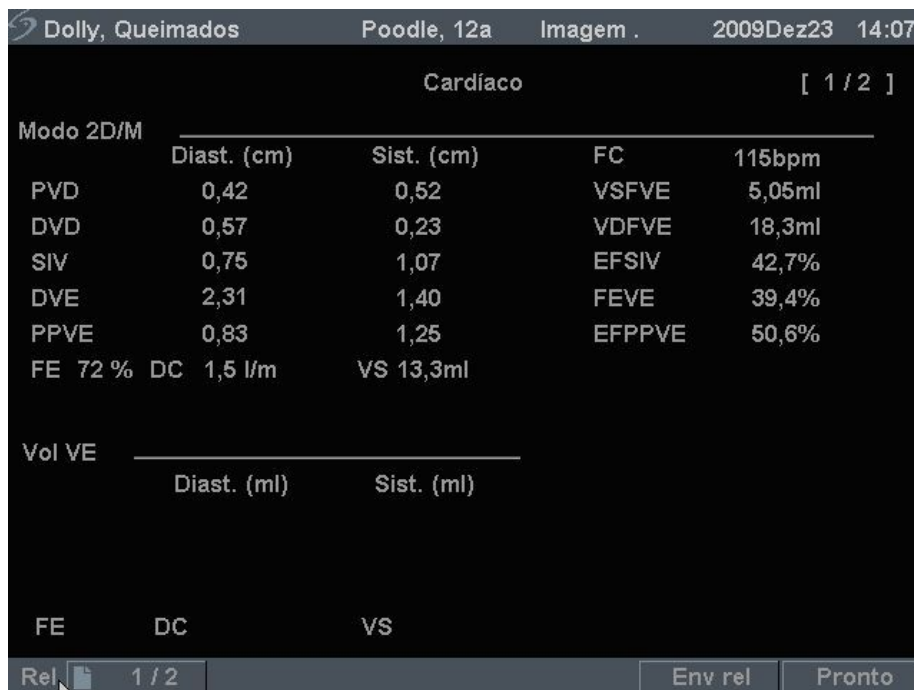 Dolly, Queimados Poodle, 12a Imagem . 2009Dez23 14:07
Cardíaco [ 1 / 2 ]
Modo 2D/M
Diast. (cm) Sist. (cm) FC 115bpm
PVD 0,42 0,52 VSFVE 5,05ml
DVD 0,57 0,23 VDFVE 18,3ml
SIV 0,75 1,07 EFSIV 42,7%
DVE 2,31 1,40 FEVE 39,4%
PPVE 0,83 1,25 EFPPVE 50,6%
FE 72 % DC 1,5 l/m VS 13,3ml
Vol VE
Diast. (ml) Sist. (ml)
FE DC VS
Rel 1 / 2 Env rel Pronto